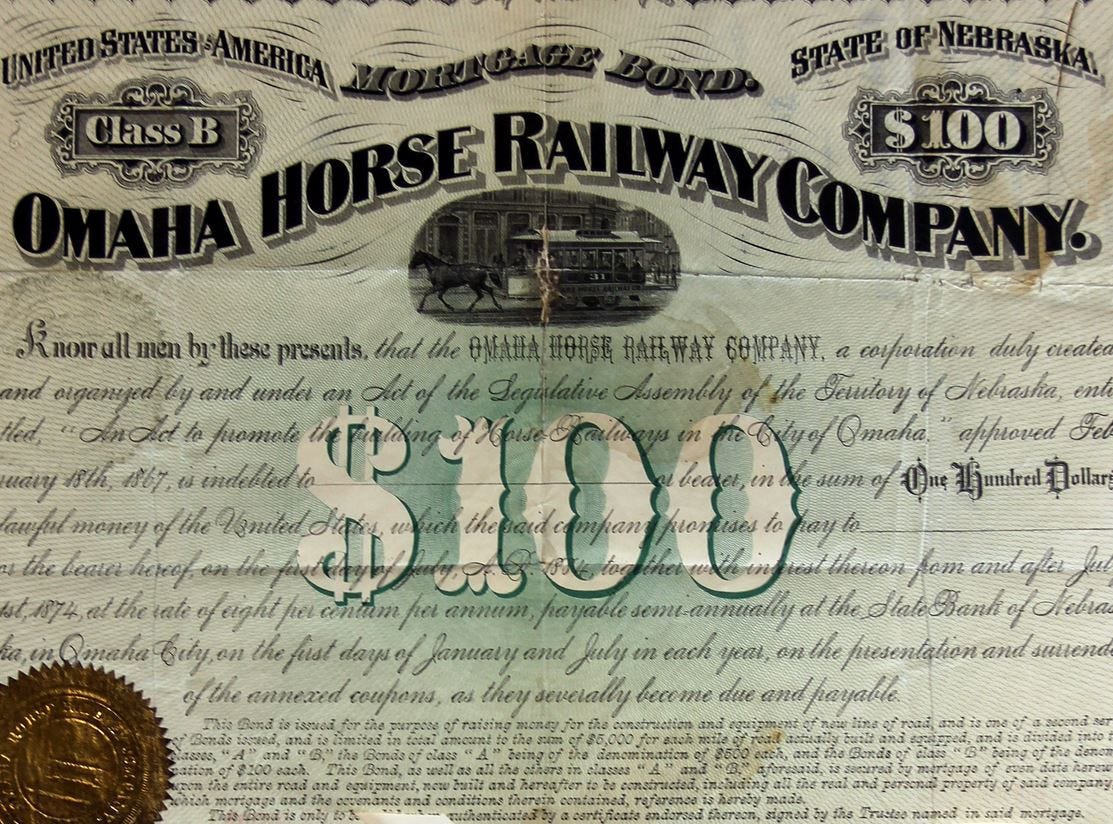 UNITED STATES OF AMERICA
MORTGAGE BOND.
STATE OF NEBRASKA.
Class B
$100
OMAHA HORSE RAILWAY COMPANY.
31
Know all men by these presents, that the OMAHA HORSE RAILWAY COMPANY, a corporation duly created
and organized by and under an Act of the Legislative Assembly of the Territory of Nebraska, enti
tled, "An Act to promote the building of Horse Railways in the City of Omaha," approved Feb
ruary 18th, 1867, is indebted to or bearer, in the sum of One Hundred Dollars
lawful money of the United States, which the said company promises to pay to
or the bearer hereof, on the first day of July, A.D. together with interest thereon from and after July
1st, 1874, at the rate of eight per centum per annum, payable semi-annually at the State Bank of Nebras
ka, in Omaha City, on the first days of January and July in each year, on the presentation and surrende
of the annexed coupons, as they severally become due and payable.
$100
This Bond is issued for the purpose of raising money for the construction and equipment of new line of road, and is one of a second ser
of Bonds issued, and is limited in total amount to the sum of $5,000 for each mile of road actually built and equipped, and is divided into t
asses, "A" and "B," the Bonds of class "A" being of the denomination of $500 each, and the Bonds of class "B" being of the denom
ation of $100 each. This Bond, as well as all the others in classes "A" and "B," aforesaid, is secured by mortgage of even date herew
upon the entire road and equipment, now built and hereafter to be constructed, including all the real and personal property of said company
which mortgage and the covenants and conditions therein contained, reference is hereby made.
This Bond is only to b authenticated by a certificate endorsed thereon, signed by the Trustee named in said mortgage.